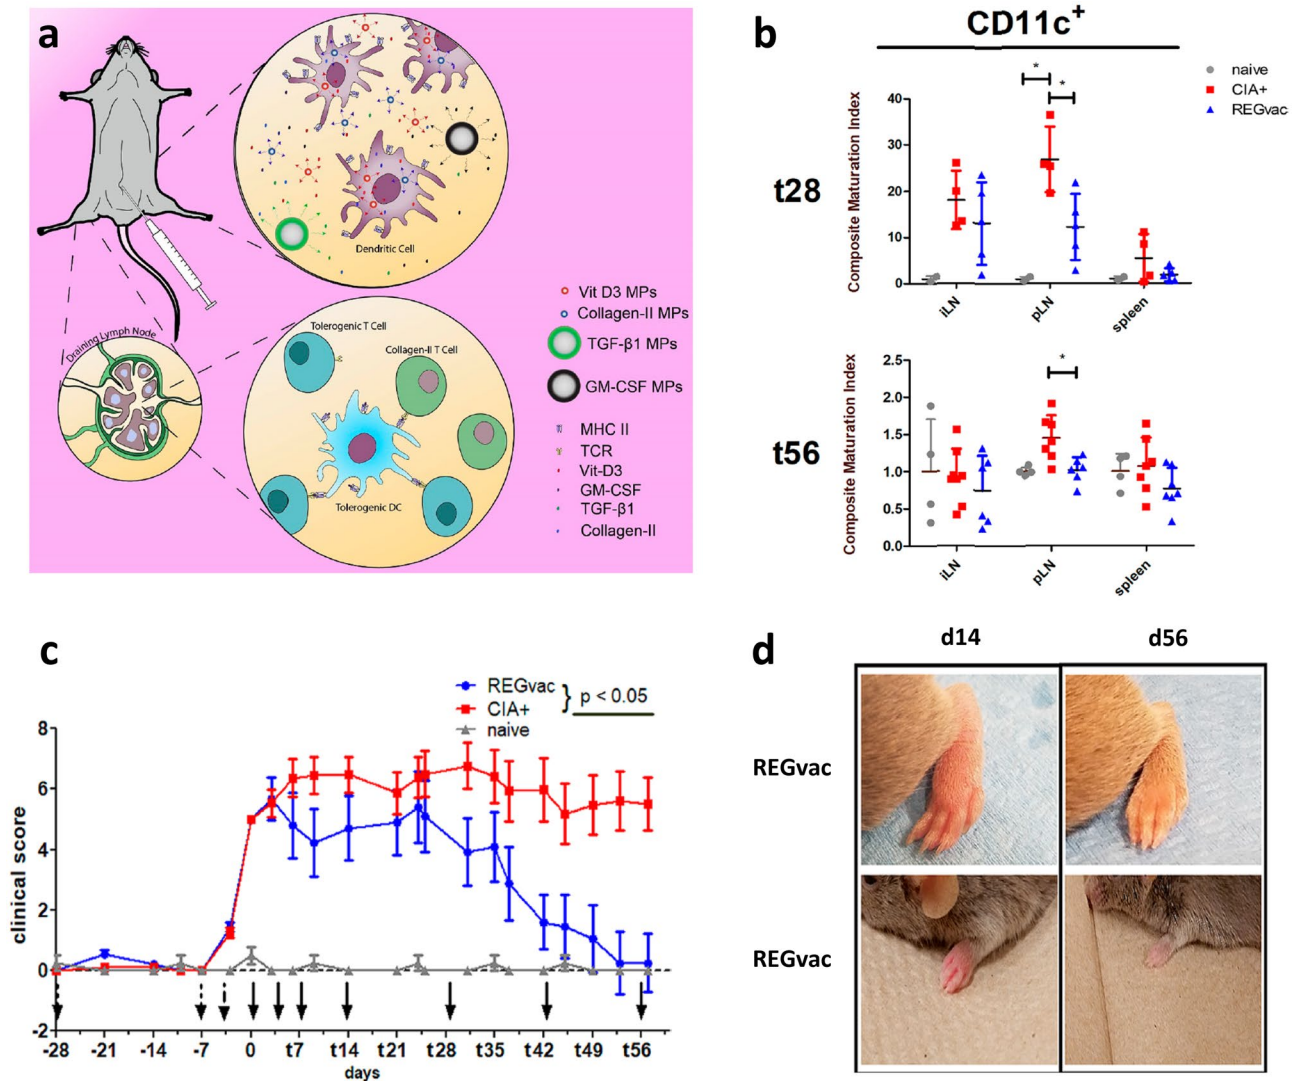 a
Draining Lymph Node
Dendritic Cell
Tolerogenic T Cell
Collagen-II T Cell
Tolerogenic DC
Vit D3 MPs
Collagen-II MPs
TGF-β1 MPs
GM-CSF MPs
MHC II
TCR
Vit-D3
GM-CSF
TGF-β1
Collagen-II
b
CD11c+
naive
CIA+
REGvac
t28
Composite Maturation Index
40
30
20
10
0
* *
iLN pLN spleen
t56
Composite Maturation Index
2.5
2.0
1.5
1.0
0.5
0.0
*
iLN pLN spleen
c
REGvac
CIA+
naive
} p < 0.05
clinical score
8
6
4
2
0
-2
-28 -21 -14 -7 0 t7 t14 t21 t28 t35 t42 t49 t56
days
d
d14 d56
REGvac
REGvac